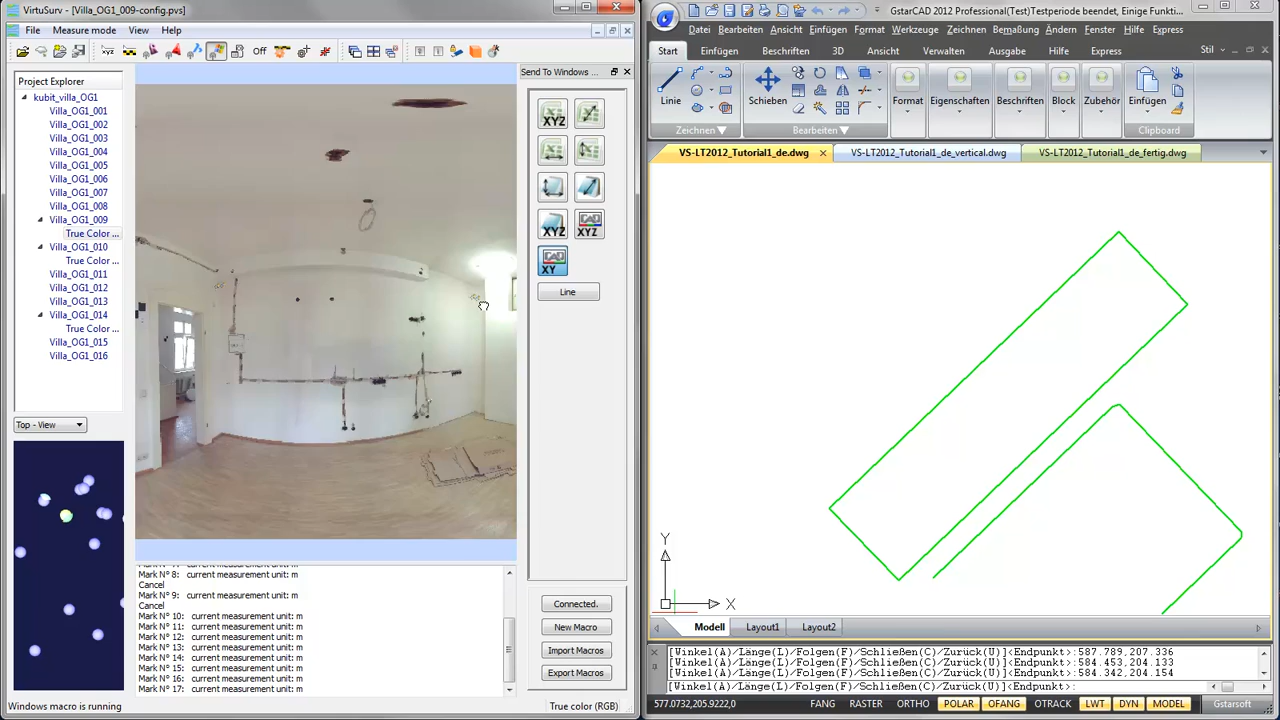 VirtuSurv - [Villa_OG1_009-config.pvs]
File Measure mode View Help
xyz
Off
Project Explorer
kubit_villa_OG1
Villa_OG1_001
Villa_OG1_002
Villa_OG1_003
Villa_OG1_004
Villa_OG1_005
Villa_OG1_006
Villa_OG1_007
Villa_OG1_008
Villa_OG1_009
True Color ...
Villa_OG1_010
True Color ...
Villa_OG1_011
Villa_OG1_012
Villa_OG1_013
Villa_OG1_014
True Color ...
Villa_OG1_015
Villa_OG1_016
Top - View
Send To Windows ...
XYZ
XYZ
CAD
XYZ
CAD
XY
Line
Connected.
New Macro
Import Macros
Export Macros
Mark N° 8: current measurement unit: m
Cancel
Mark N° 9: current measurement unit: m
Cancel
Mark N° 10: current measurement unit: m
Mark N° 11: current measurement unit: m
Mark N° 12: current measurement unit: m
Mark N° 13: current measurement unit: m
Mark N° 14: current measurement unit: m
Mark N° 15: current measurement unit: m
Mark N° 16: current measurement unit: m
Mark N° 17: current measurement unit: m
Windows macro is running
True color (RGB)
GstarCAD 2012 Professional(Test)Testperiode beendet, Einige Funkti...
Datei Bearbeiten Ansicht Einfügen Format Werkzeuge Zeichnen Bemaßung Ändern Fenster Hilfe Express
Start Einfügen Beschriften 3D Ansicht Verwalten Ausgabe Hilfe Express Stil
Linie
Schieben
Format
Eigenschaften
Beschriften
Block
Zubehör
Einfügen
Zeichnen
Bearbeiten
Clipboard
VS-LT2012_Tutorial1_de.dwg
VS-LT2012_Tutorial1_de_vertical.dwg
VS-LT2012_Tutorial1_de_fertig.dwg
Y
X
Modell Layout1 Layout2
[Winkel(A)/Länge(L)/Folgen(F)/Schließen(C)/Zurück(U)]<Endpunkt>:587.789,207.336
[Winkel(A)/Länge(L)/Folgen(F)/Schließen(C)/Zurück(U)]<Endpunkt>:584.453,204.133
[Winkel(A)/Länge(L)/Folgen(F)/Schließen(C)/Zurück(U)]<Endpunkt>:584.342,204.154
[Winkel(A)/Länge(L)/Folgen(F)/Schließen(C)/Zurück(U)]<Endpunkt>:
577.0732,205.9222,0 FANG RASTER ORTHO POLAR OFANG OTRACK LWT DYN MODEL Gstarsoft